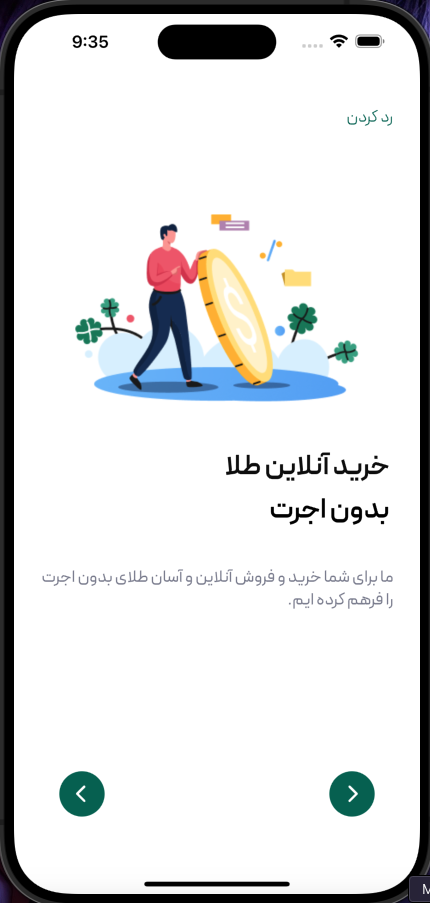 9:35
رد کردن
خرید آنلاین طلا
بدون اجرت
ما برای شما خرید و فروش آنلاین و آسان طلای بدون اجرت
را فرهم کرده ایم.
M